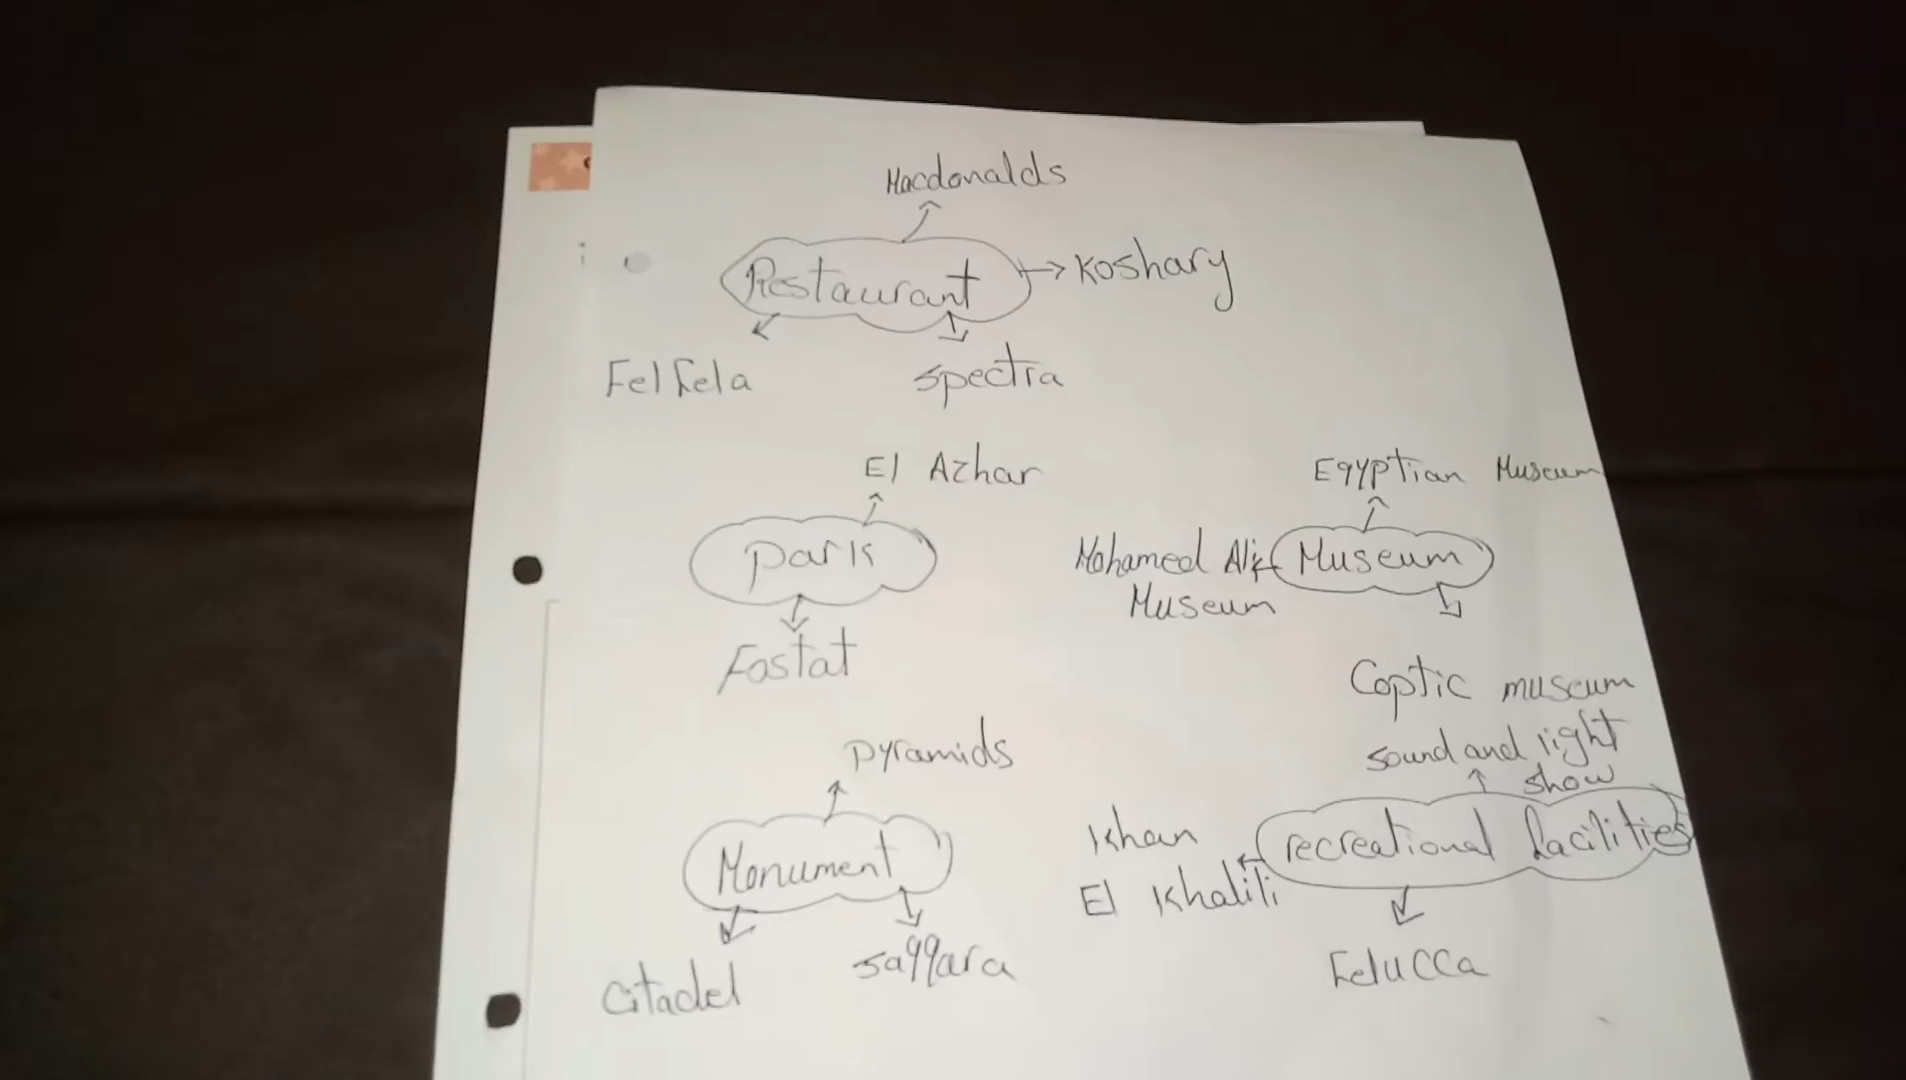 Macdonalds
Restaurant
Koshary
Felfela
spectra
El Azhar
park
Fostat
Egyptian Museum
Museum
Mohamed Ali
Museum
Coptic museum
Pyramids
Monument
Citadel
saqqara
sound and light
show
recreational facilities
Khan
El Khalili
Felucca